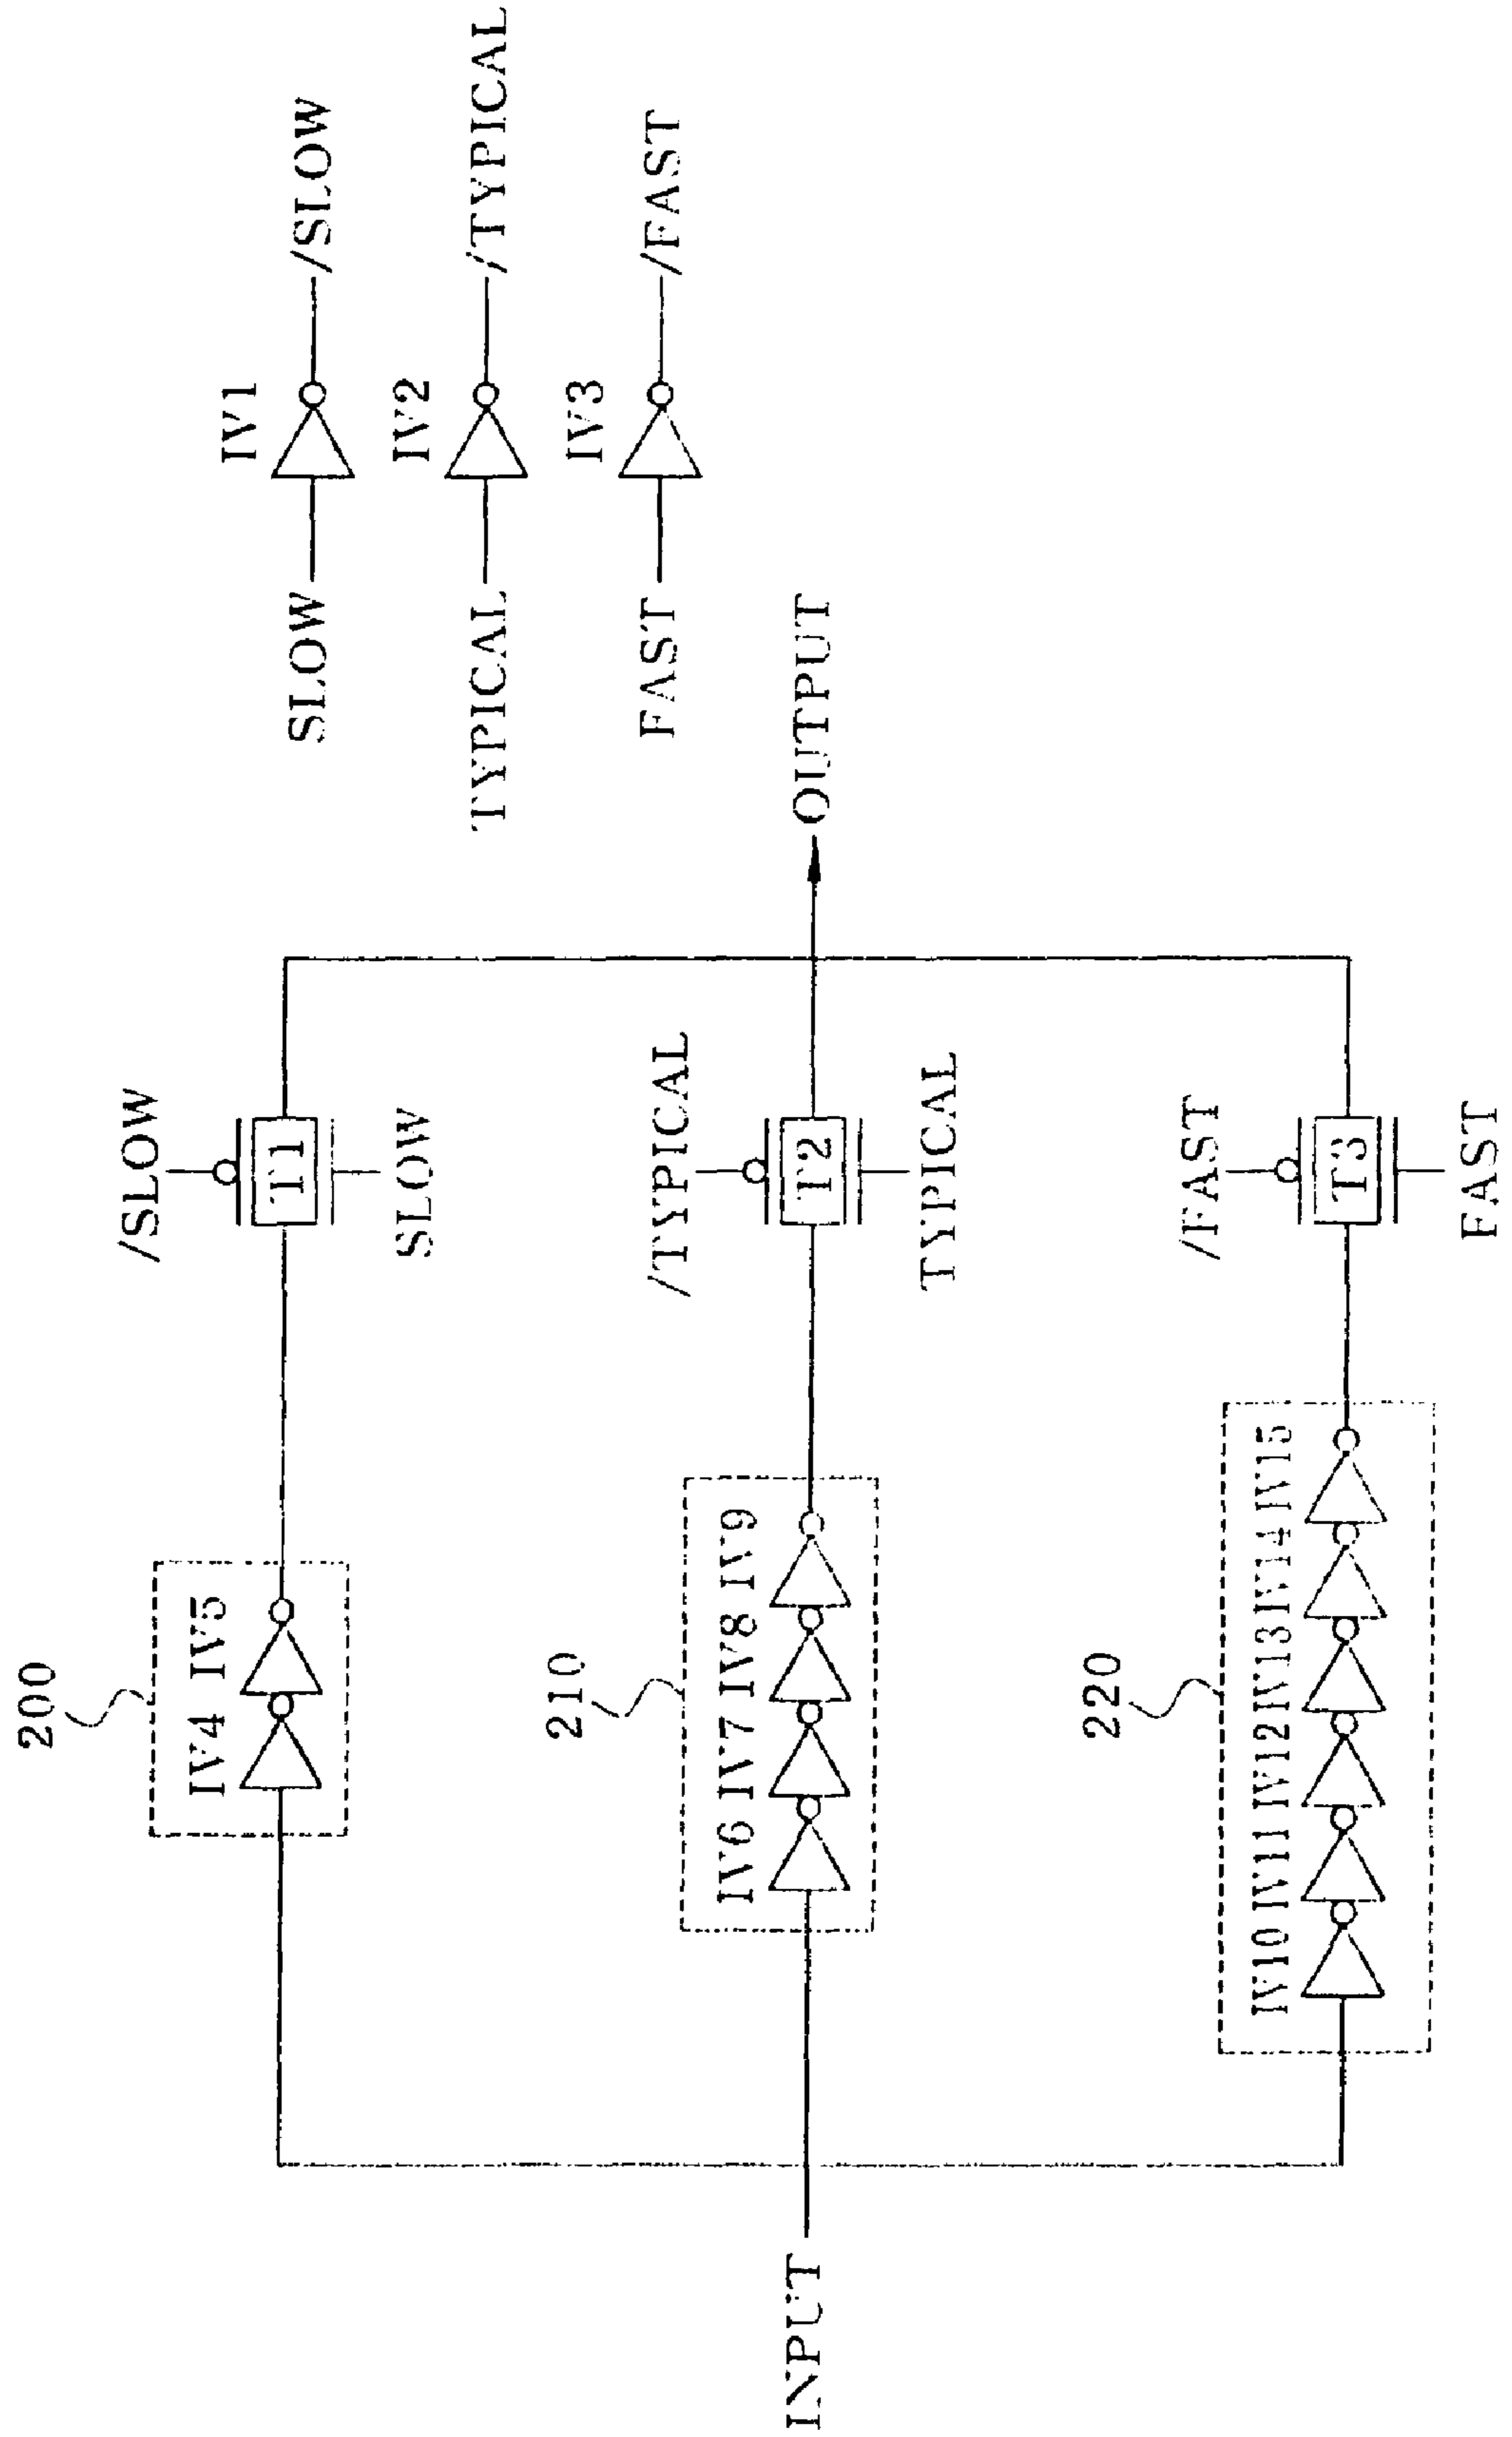 200
IV4 IV5
/SLOW
T1
SLOW
IV1
SLOW
/SLOW
IV2
TYPICAL
/TYPICAL
IV3
FAST
/FAST
210
IV6 IV7 IV8 IV9
/TYPICAL
T2
TYPICAL
INPUT
OUTPUT
220
IV10 IV11 IV12 IV13 IV14 IV15
/FAST
T3
FAST